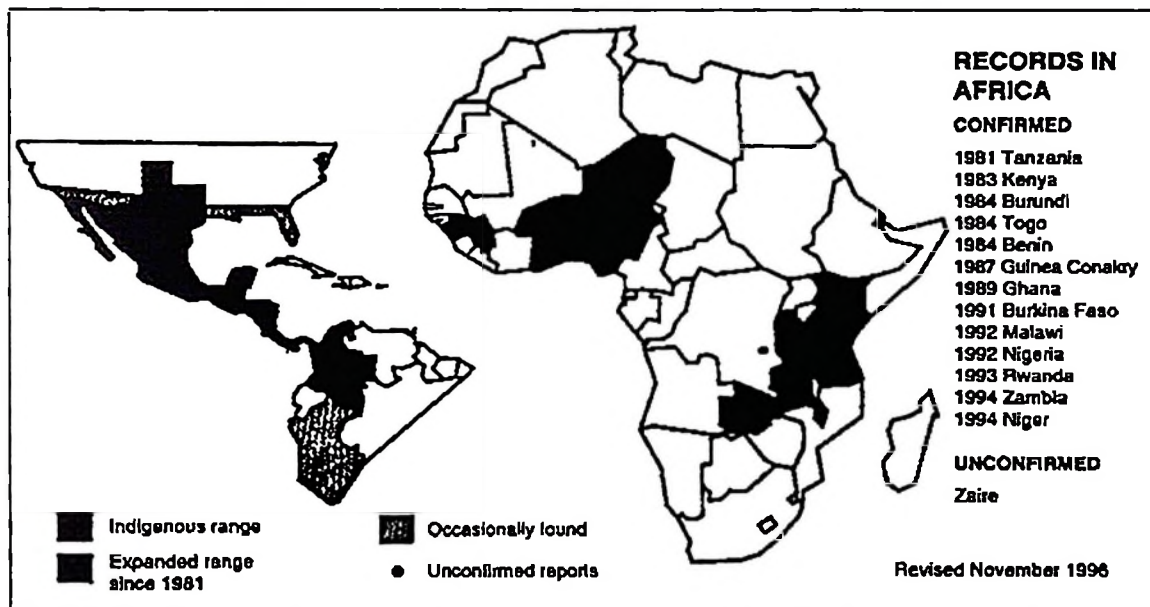 RECORDS IN
AFRICA
CONFIRMED
1981 Tanzania
1983 Kenya
1984 Burundi
1984 Togo
1984 Benin
1987 Guinea Conakry
1989 Ghana
1991 Burkina Faso
1992 Malawi
1992 Nigeria
1993 Rwanda
1994 Zambia
1994 Niger
UNCONFIRMED
Zaire
Indigenous range
Expanded range
since 1981
Occasionally found
Unconfirmed reports
Revised November 1996